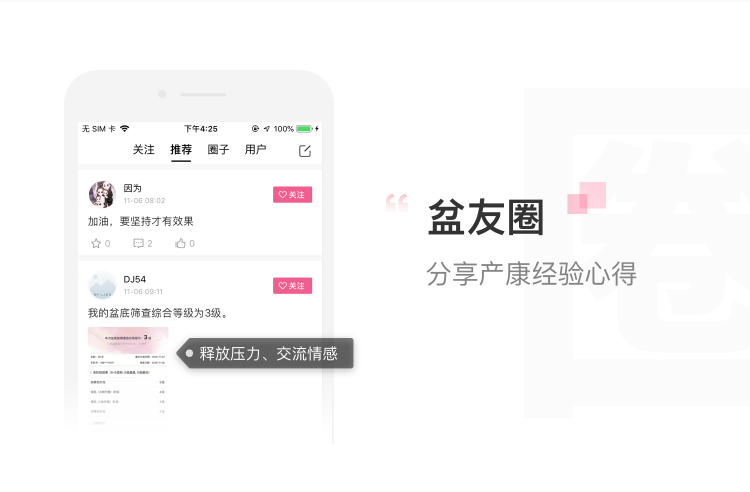 无 SIM 卡
下午4:25
100%
关注 推荐 圈子 用户
因为
11-06 08:02
关注
加油，要坚持才有效果
0 2 0
DJ54
11-06 09:11
关注
我的盆底筛查综合等级为3级。
释放压力、交流情感
盆友圈
分享产康经验心得
圈